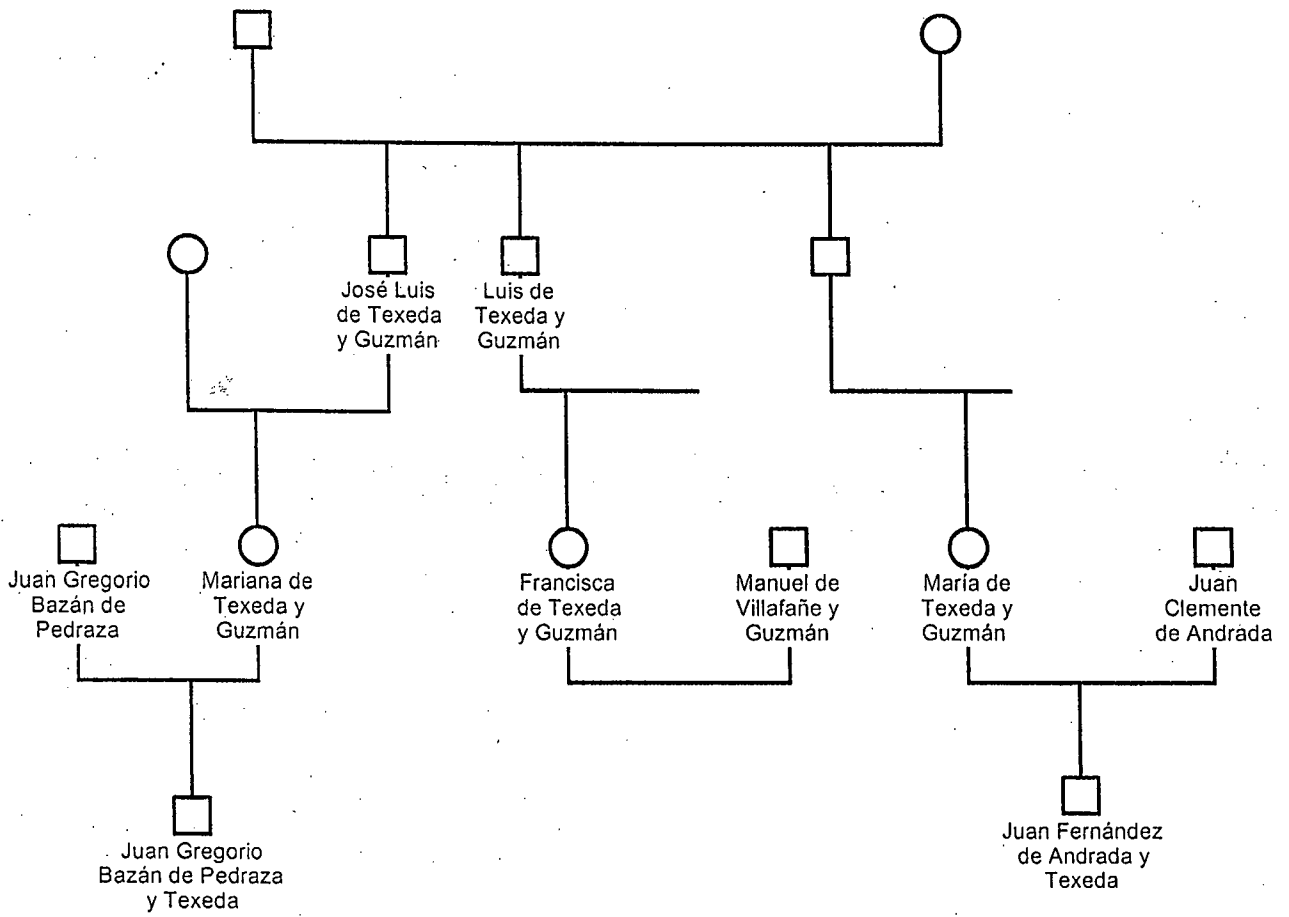 José Luis
de Texeda
y Guzmán
Luis de
Texeda y
Guzmán
Juan Gregorio
Bazán de
Pedraza
Mariana de
Texeda y
Guzmán
Francisca
de Texeda
y Guzmán
Manuel de
Villafañe y
Guzmán
María de
Texeda y
Guzmán
Juan
Clemente
de Andrada
Juan Gregorio
Bazán de Pedraza
y Texeda
Juan Fernández
de Andrada y
Texeda